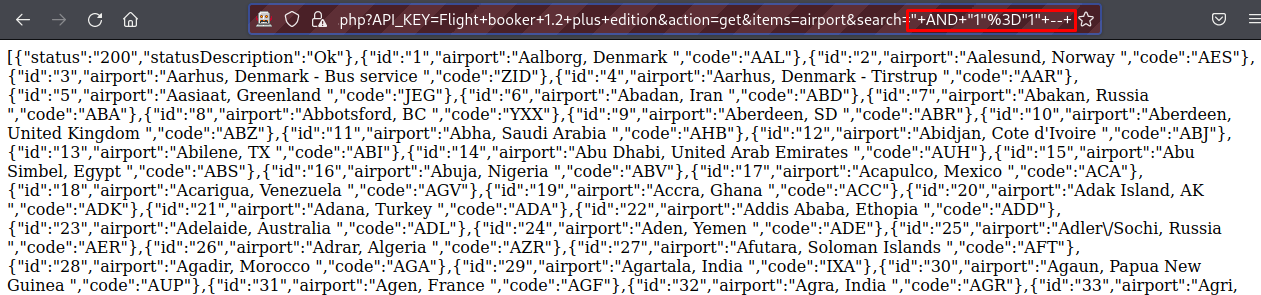 php?API_KEY=Flight+booker+1.2+plus+edition&action=get&items=airport&search="+AND+"1"%3D"1"+--+
[{"status":"200","statusDescription":"Ok"},{"id":"1","airport":"Aalborg, Denmark ","code":"AAL"},{"id":"2","airport":"Aalesund, Norway ","code":"AES"},
{"id":"3","airport":"Aarhus, Denmark - Bus service ","code":"ZID"},{"id":"4","airport":"Aarhus, Denmark - Tirstrup ","code":"AAR"},
{"id":"5","airport":"Aasiaat, Greenland ","code":"JEG"},{"id":"6","airport":"Abadan, Iran ","code":"ABD"},{"id":"7","airport":"Abakan, Russia
","code":"ABA"},{"id":"8","airport":"Abbotsford, BC ","code":"YXX"},{"id":"9","airport":"Aberdeen, SD ","code":"ABR"},{"id":"10","airport":"Aberdeen,
United Kingdom ","code":"ABZ"},{"id":"11","airport":"Abha, Saudi Arabia ","code":"AHB"},{"id":"12","airport":"Abidjan, Cote d'Ivoire ","code":"ABJ"},
{"id":"13","airport":"Abilene, TX ","code":"ABI"},{"id":"14","airport":"Abu Dhabi, United Arab Emirates ","code":"AUH"},{"id":"15","airport":"Abu
Simbel, Egypt ","code":"ABS"},{"id":"16","airport":"Abuja, Nigeria ","code":"ABV"},{"id":"17","airport":"Acapulco, Mexico ","code":"ACA"},
{"id":"18","airport":"Acarigua, Venezuela ","code":"AGV"},{"id":"19","airport":"Accra, Ghana ","code":"ACC"},{"id":"20","airport":"Adak Island, AK
","code":"ADK"},{"id":"21","airport":"Adana, Turkey ","code":"ADA"},{"id":"22","airport":"Addis Ababa, Ethopia ","code":"ADD"},
{"id":"23","airport":"Adelaide, Australia ","code":"ADL"},{"id":"24","airport":"Aden, Yemen ","code":"ADE"},{"id":"25","airport":"Adler\/Sochi, Russia
","code":"AER"},{"id":"26","airport":"Adrar, Algeria ","code":"AZR"},{"id":"27","airport":"Afutara, Soloman Islands ","code":"AFT"},
{"id":"28","airport":"Agadir, Morocco ","code":"AGA"},{"id":"29","airport":"Agartala, India ","code":"IXA"},{"id":"30","airport":"Agaun, Papua New
Guinea ","code":"AUP"},{"id":"31","airport":"Agen, France ","code":"AGF"},{"id":"32","airport":"Agra, India ","code":"AGR"},{"id":"33","airport":"Agri,